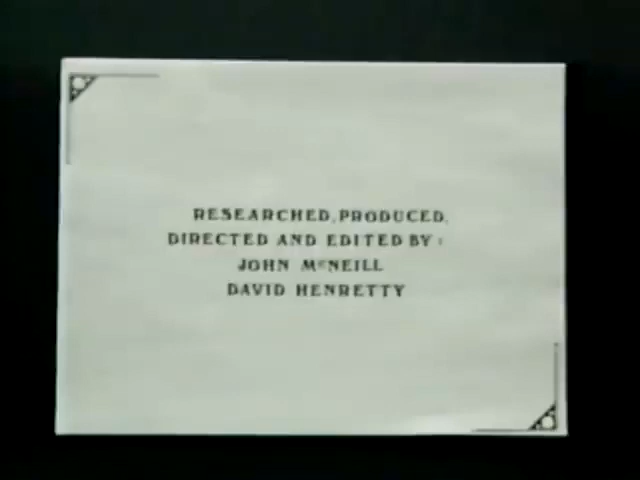 RESEARCHED, PRODUCED,
DIRECTED AND EDITED BY:
JOHN McNEILL
DAVID HENRETTY